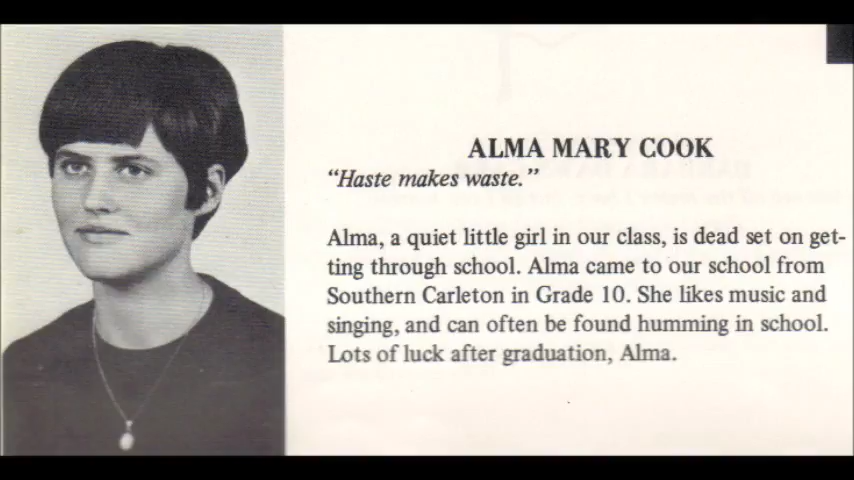 ALMA MARY COOK
“Haste makes waste.”
Alma, a quiet little girl in our class, is dead set on get-
ting through school. Alma came to our school from
Southern Carleton in Grade 10. She likes music and
singing, and can often be found humming in school.
Lots of luck after graduation, Alma.